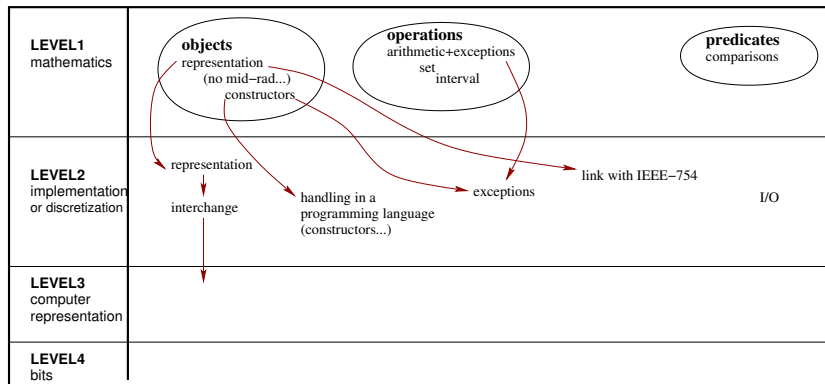 LEVEL1
mathematics
objects
representation
(no mid-rad...)
constructors
operations
arithmetic+exceptions
set
interval
predicates
comparisons
LEVEL2
implementation
or discretization
representation
interchange
handling in a
programming language
(constructors...)
exceptions
link with IEEE−754
I/O
LEVEL3
computer
representation
LEVEL4
bits